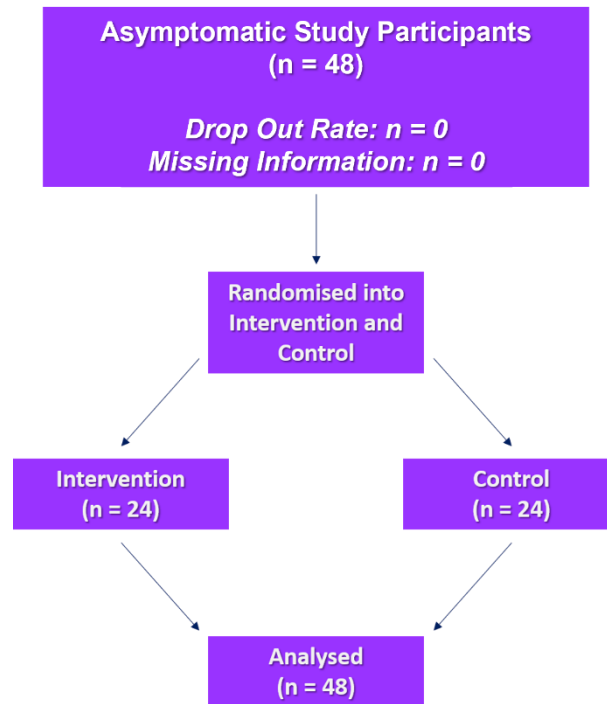 Asymptomatic Study Participants
(n = 48)
Drop Out Rate: n = 0
Missing Information: n = 0
Randomised into
Intervention and
Control
Intervention
(n = 24)
Control
(n = 24)
Analysed
(n = 48)